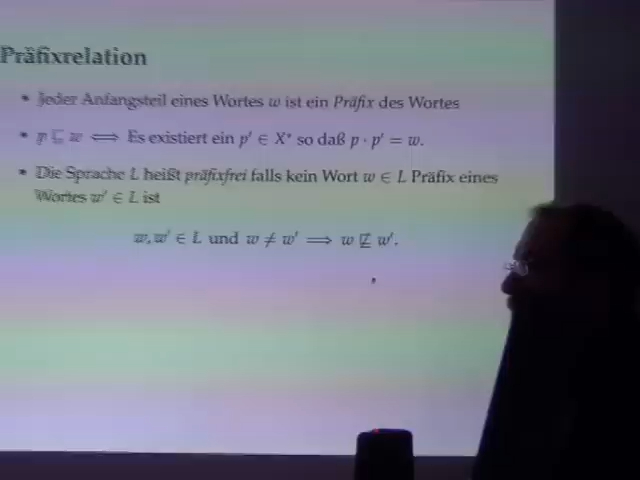 Präfixrelation
• Jeder Anfangsteil eines Wortes w ist ein Präfix des Wortes
• p ⊑ w ⟺ Es existiert ein p′ ∈ X* so daß p · p′ = w.
• Die Sprache L heißt präfixfrei falls kein Wort w ∈ L Präfix eines
Wortes w′ ∈ L ist
w, w′ ∈ L und w ≠ w′ ⟹ w ⋢ w′.